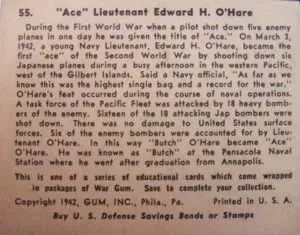 55. "Ace" Lieutenant Edward H. O'Hare
During the First World War when a pilot shot down five enemy
planes in one day he was given the title of "Ace." On March 3,
1942, a young Navy Lieutenant, Edward H. O'Hare, became the
first "ace" of the Second World War by shooting down six
Japanese planes during a busy afternoon in the western Pacific,
west of the Gilbert Islands. Said a Navy official, "As far as we
know this was the highest single bag and a record for the war."
O'Hare's feat occurred during the course of naval operations.
A task force of the Pacific Fleet was attacked by 18 heavy bomb-
ers of the enemy. Sixteen of the 18 attacking Jap bombers were
shot down. There was no damage to United States surface
forces. Six of the enemy bombers were accounted for by Lieuten-
ant O'Hare. In this way "Butch" O'Hare became "Ace"
O'Hare. He was known as "Butch" at the Pensacola Naval
Station where he went after graduation from Annapolis.
This is one of a series of educational cards which come wrapped
in packages of War Gum. Save to complete your collection.
Copyright 1942, GUM, INC., Phila., Pa. Printed in U. S. A.
Buy U. S. Defense Savings Bonds or Stamps